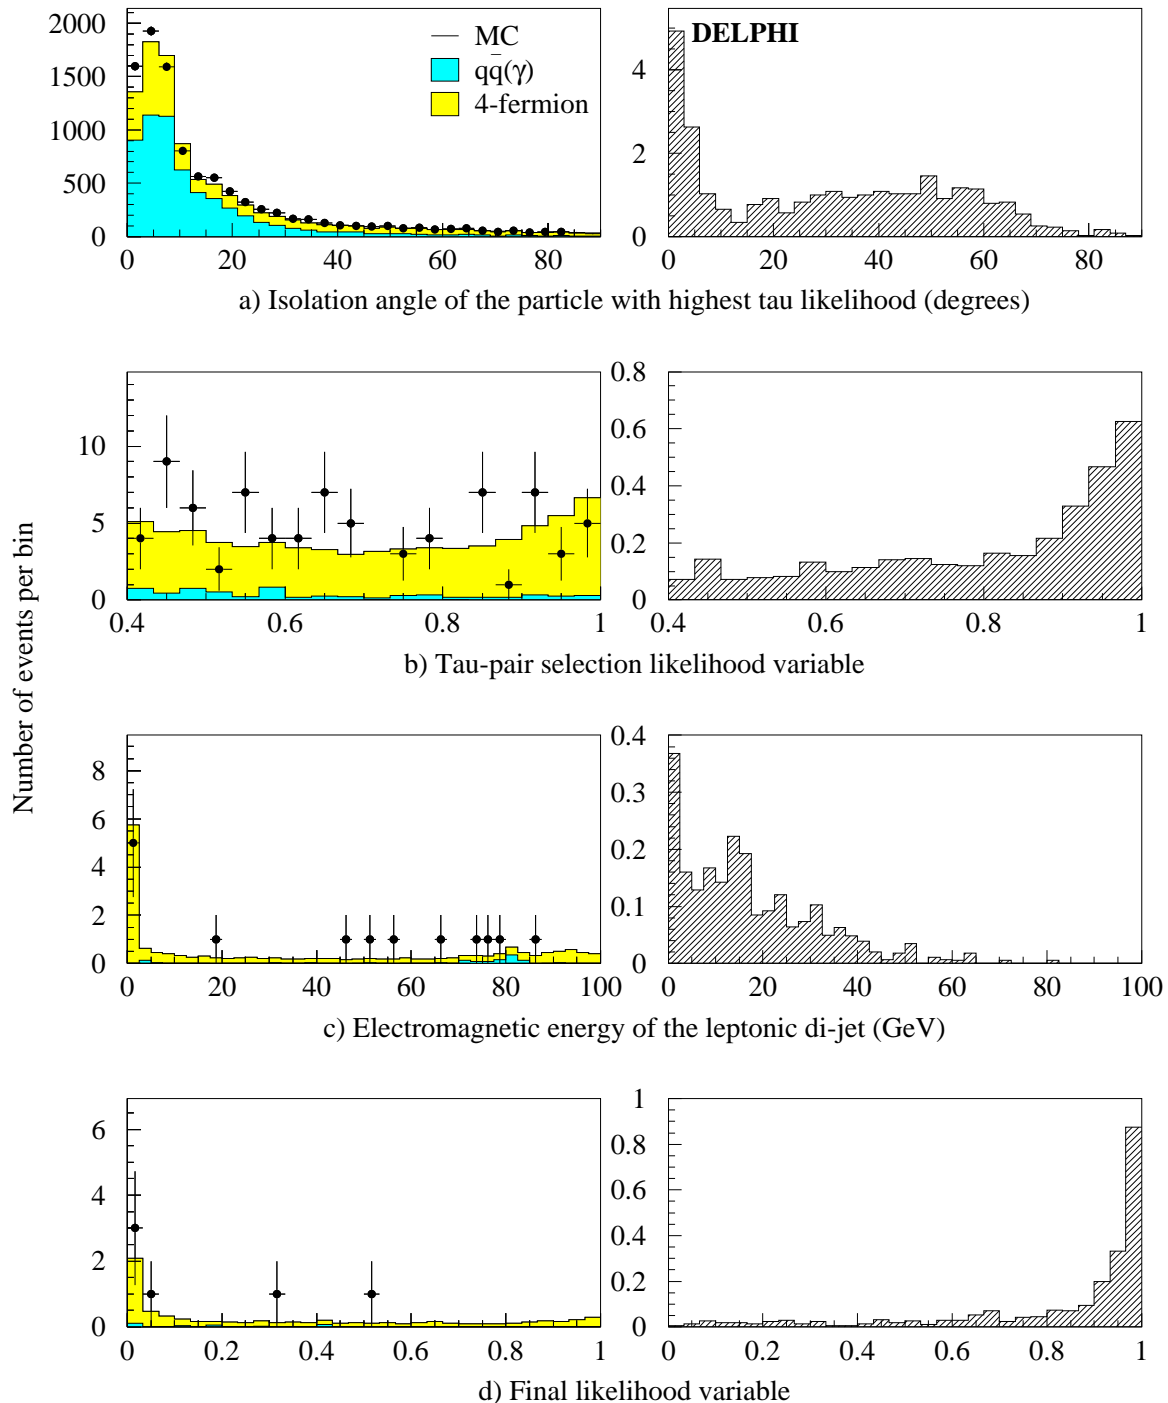 2000
1500
1000
500
0
MC
qq̄(γ)
4-fermion
0 20 40 60 80
DELPHI
4
2
0
0 20 40 60 80
a) Isolation angle of the particle with highest tau likelihood (degrees)
Number of events per bin
10
5
0
0.4 0.6 0.8 1
0.8
0.6
0.4
0.2
0
0.4 0.6 0.8 1
b) Tau-pair selection likelihood variable
8
6
4
2
0
0 20 40 60 80 100
0.4
0.3
0.2
0.1
0
0 20 40 60 80 100
c) Electromagnetic energy of the leptonic di-jet (GeV)
6
4
2
0
0 0.2 0.4 0.6 0.8 1
1
0.8
0.6
0.4
0.2
0
0 0.2 0.4 0.6 0.8 1
d) Final likelihood variable